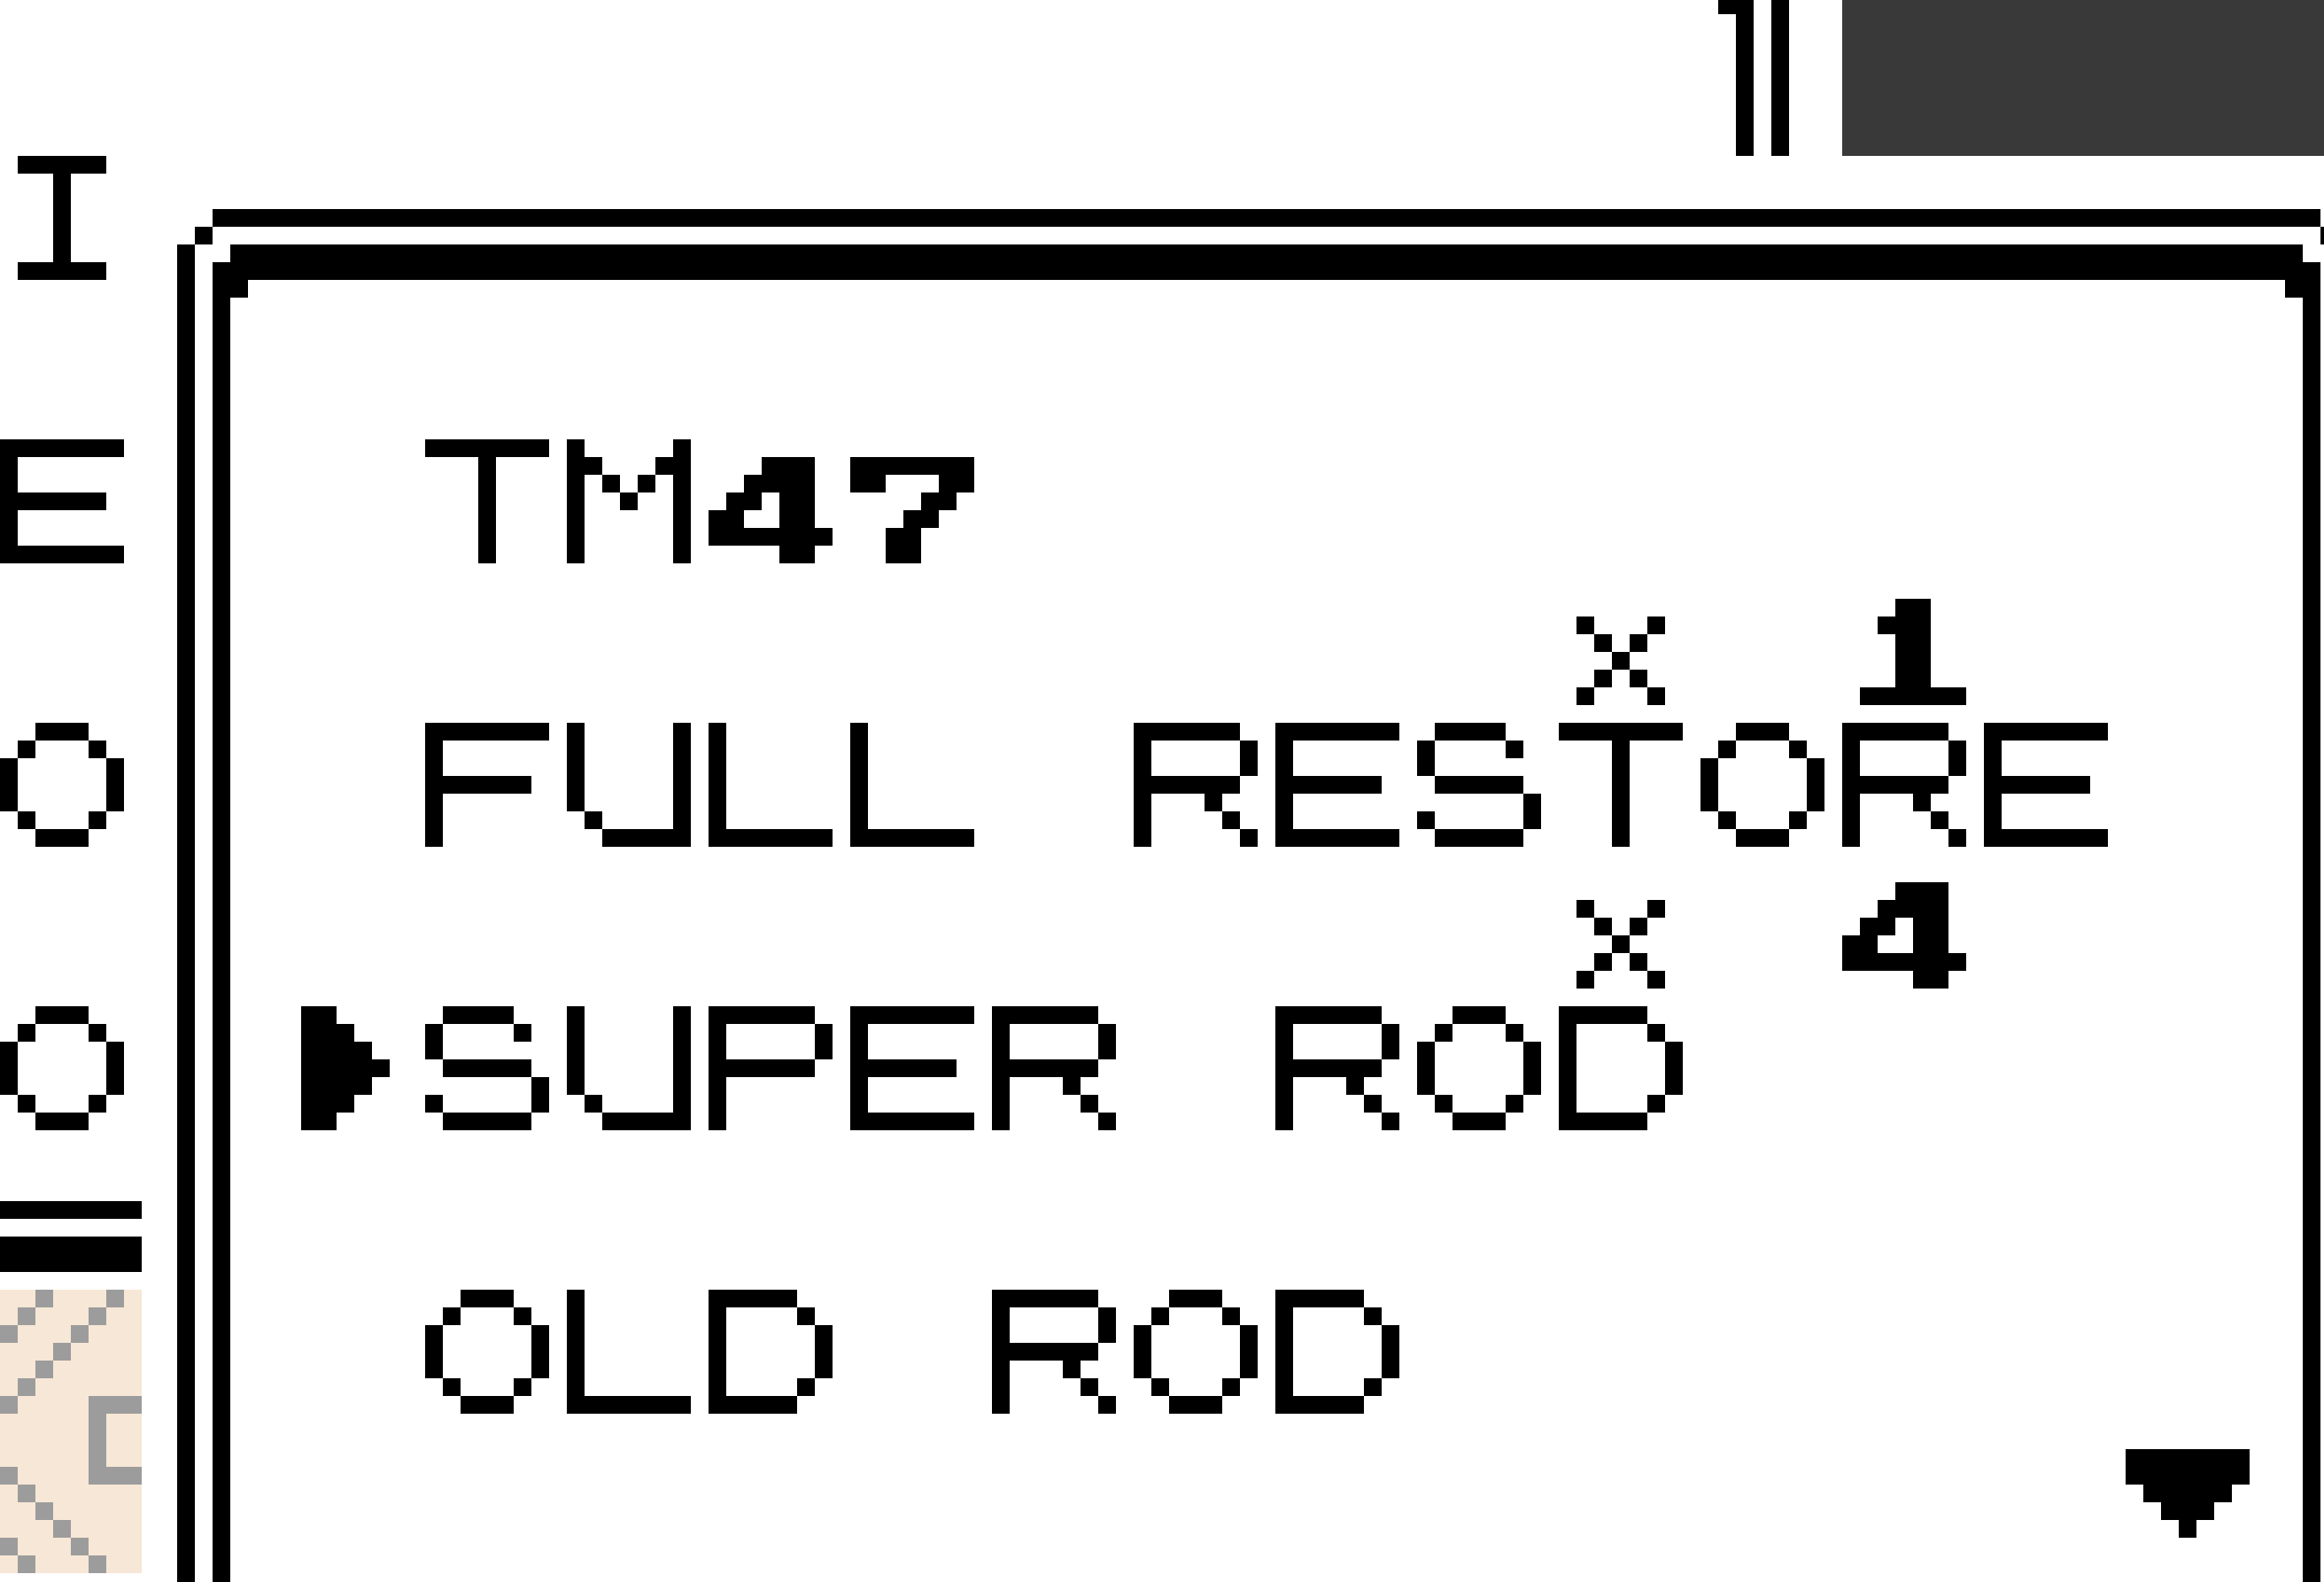 I
E TM47
× 1
O FULL RESTORE
× 4
O ▶SUPER ROD
OLD ROD
▼